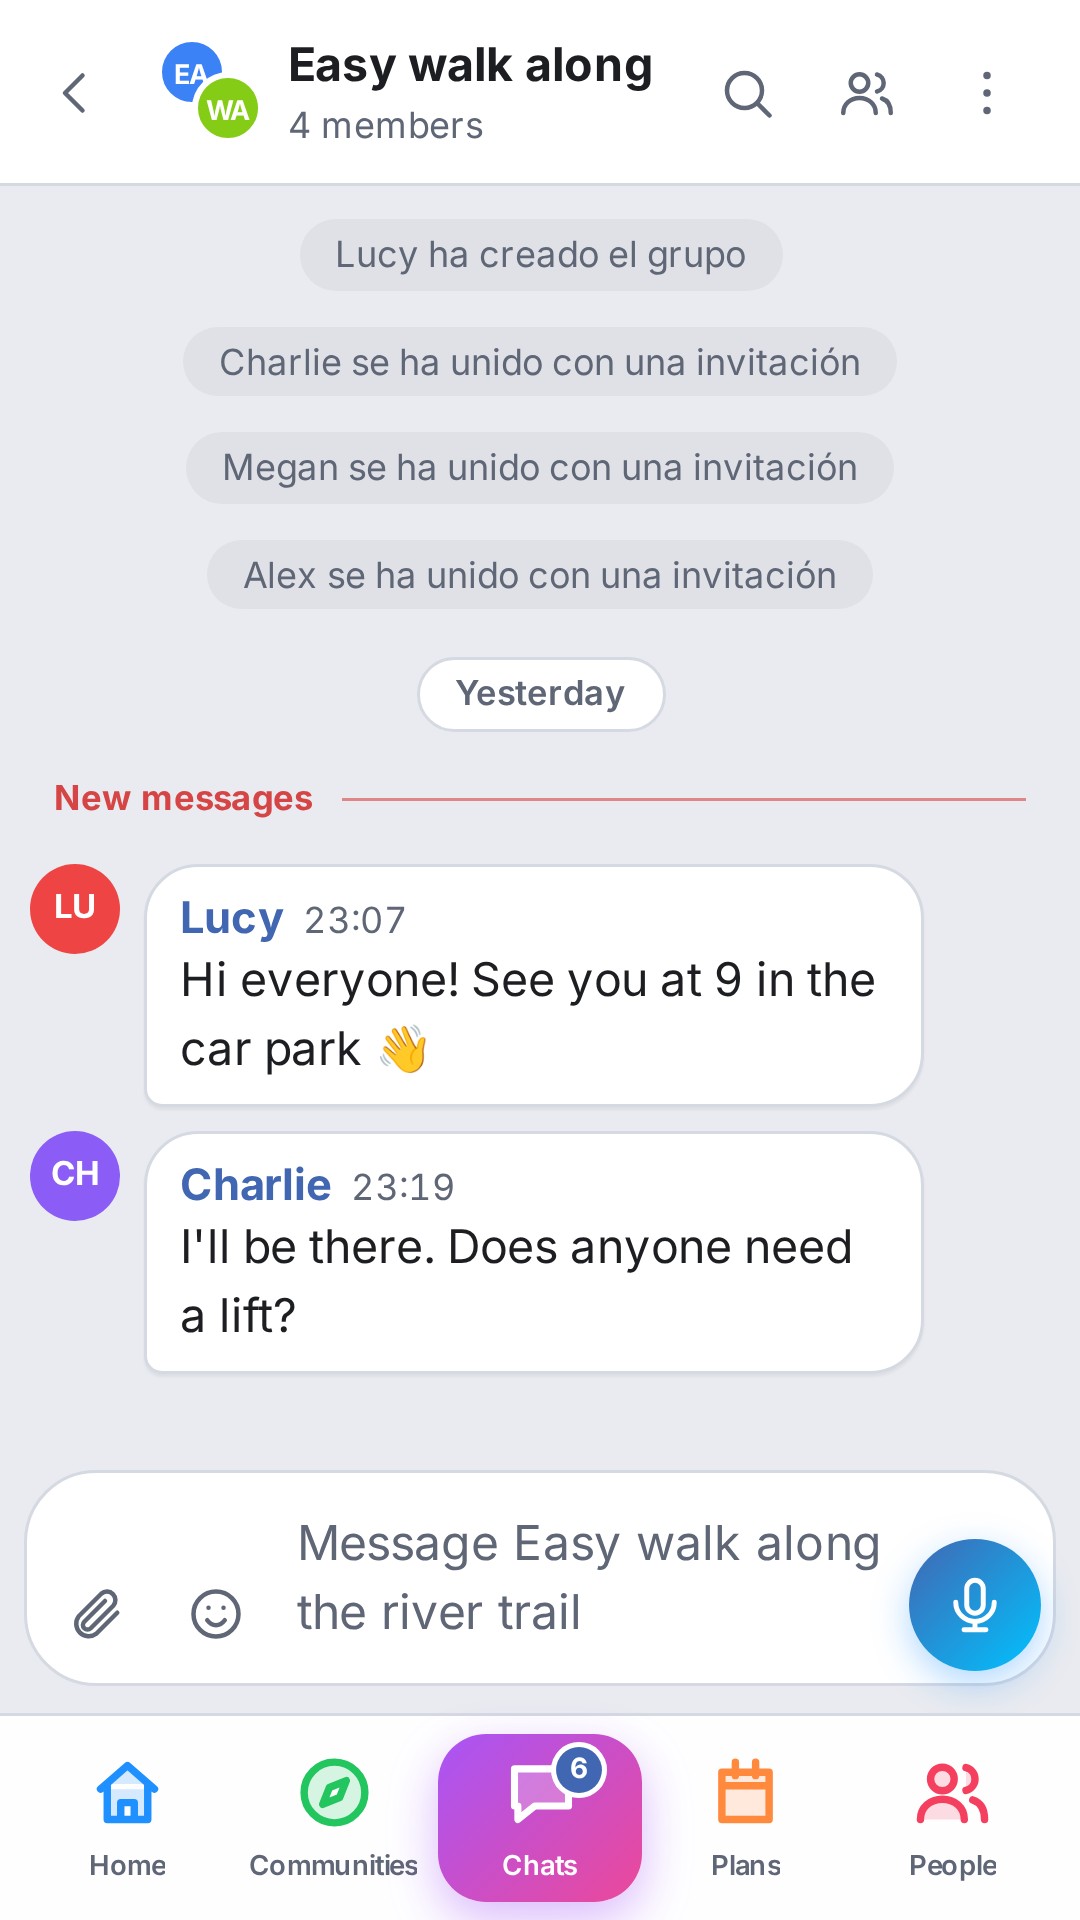 EA
WA
Easy walk along
4 members
Lucy ha creado el grupo
Charlie se ha unido con una invitación
Megan se ha unido con una invitación
Alex se ha unido con una invitación
Yesterday
New messages
LU
Lucy 23:07
Hi everyone! See you at 9 in the
car park 👋
CH
Charlie 23:19
I'll be there. Does anyone need
a lift?
Message Easy walk along
the river trail
6
Home
Communities
Chats
Plans
People